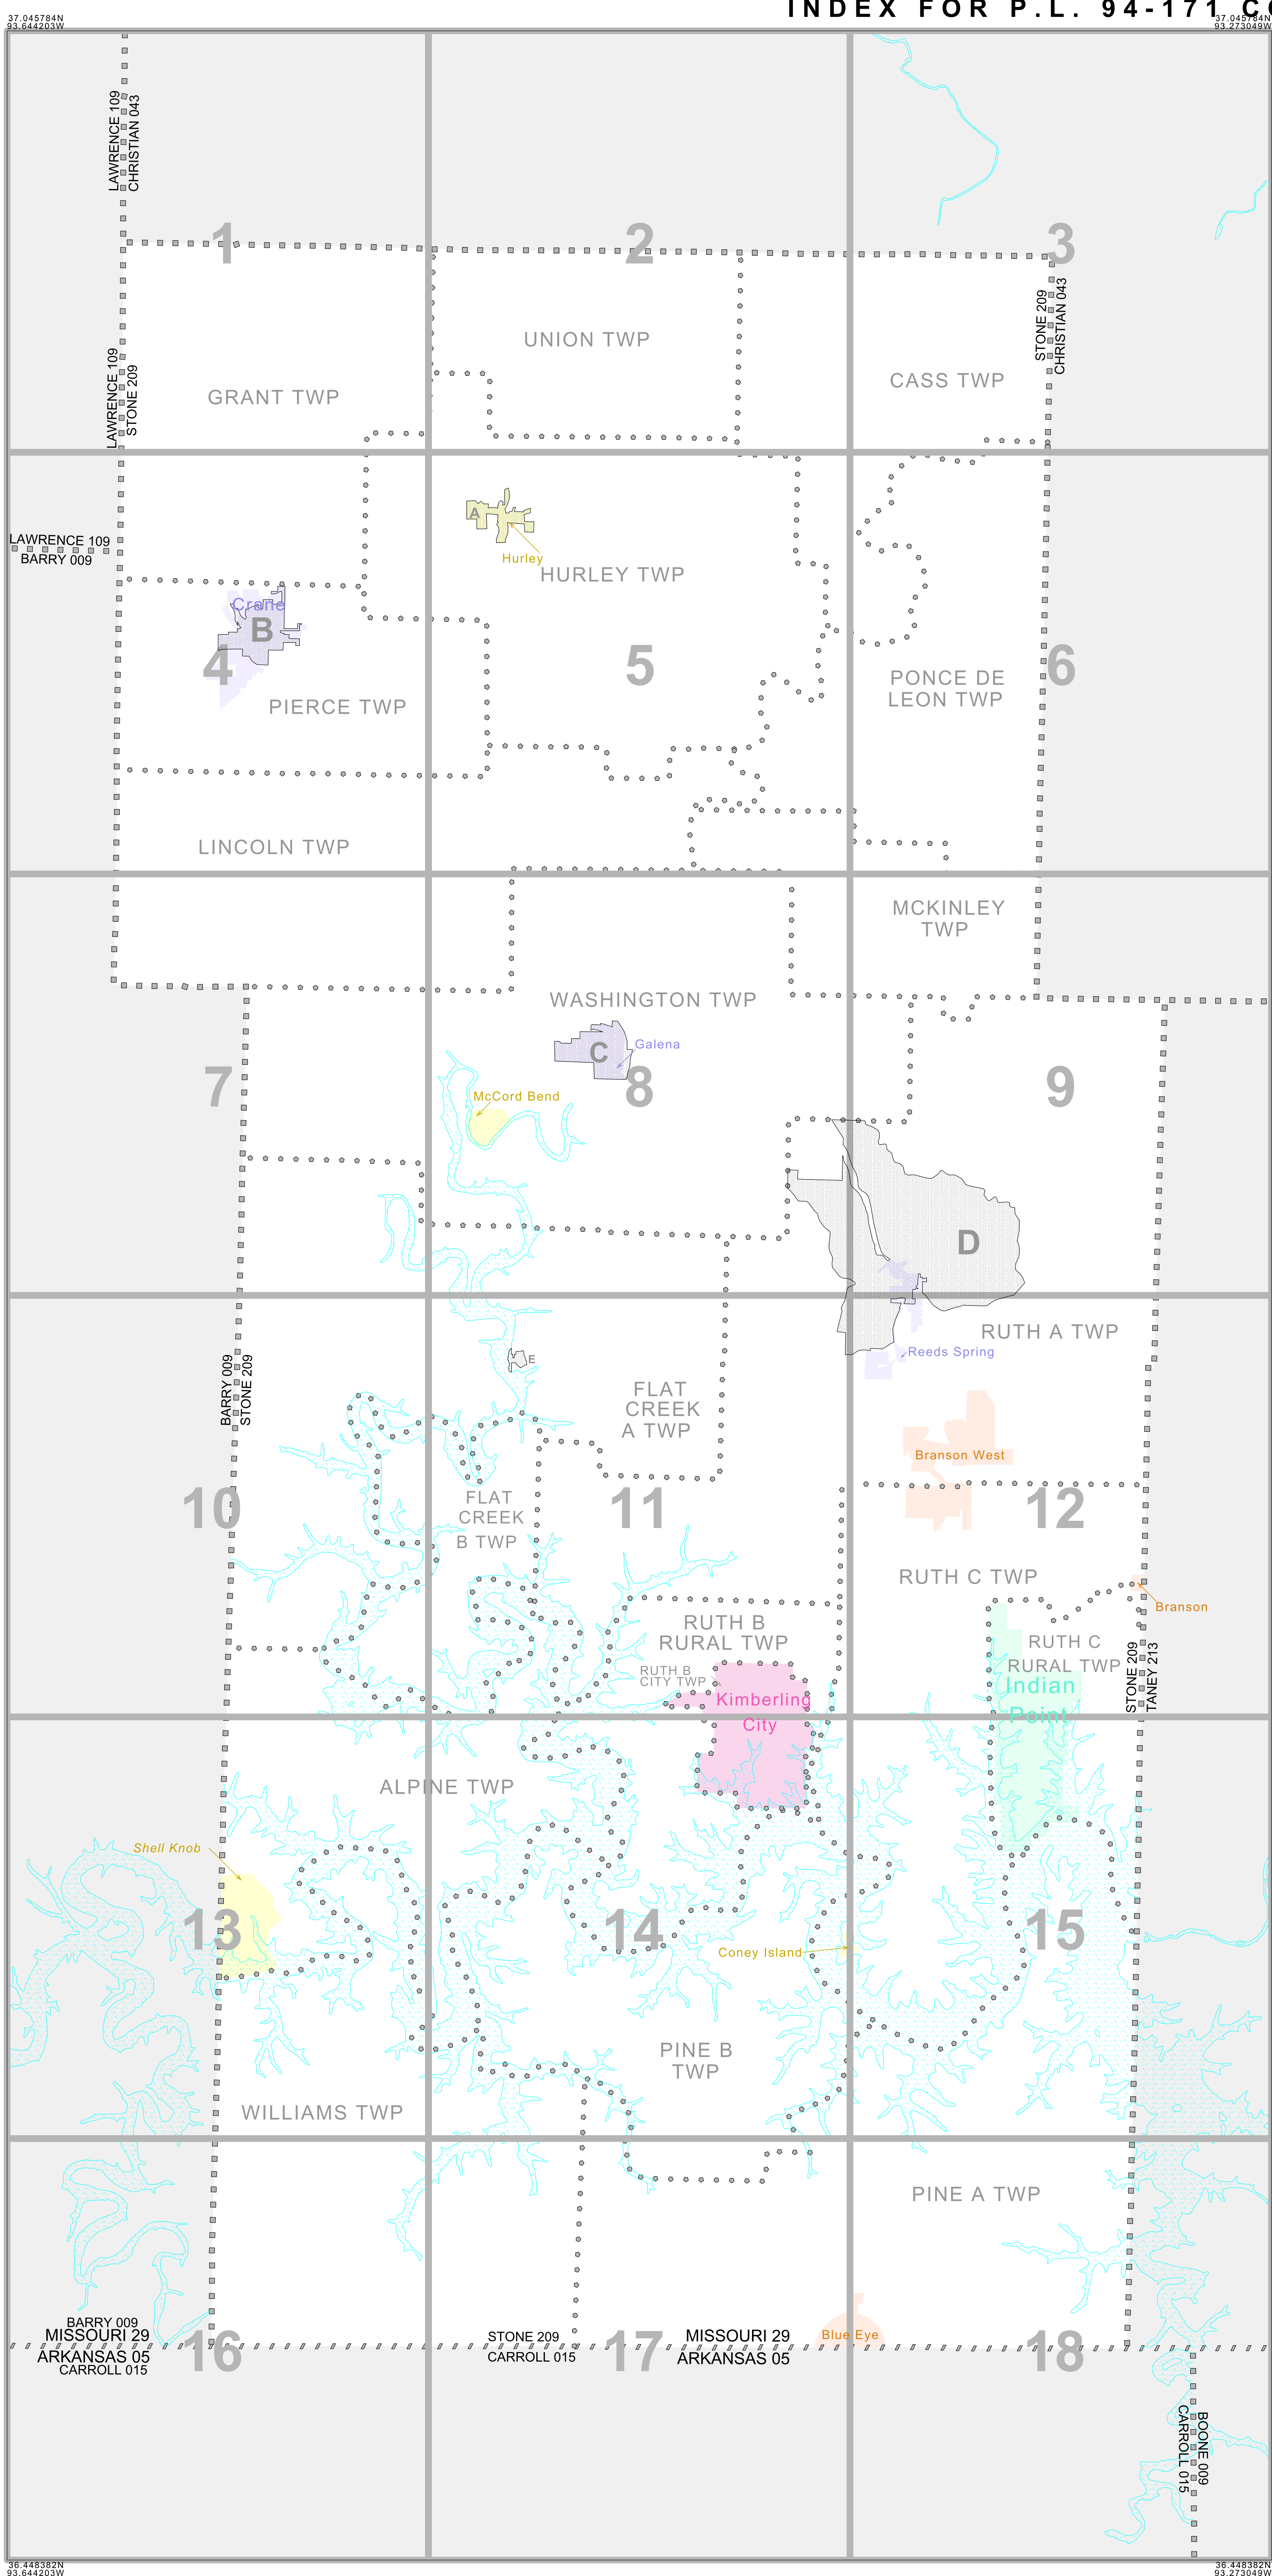 INDEX FOR P.L. 94-171 C
37.045784N
93.644203W
37.045784N
93.273049W
LAWRENCE 109
CHRISTIAN 043
1
2
3
STONE 209
CHRISTIAN 043
UNION TWP
LAWRENCE 109
STONE 209
GRANT TWP
CASS TWP
A
LAWRENCE 109
BARRY 009
Hurley
HURLEY TWP
Crane
B
4
5
6
PIERCE TWP
PONCE DE
LEON TWP
LINCOLN TWP
MCKINLEY
TWP
WASHINGTON TWP
C
Galena
7
8
9
McCord Bend
D
RUTH A TWP
Reeds Spring
E
BARRY 009
STONE 209
FLAT
CREEK
A TWP
Branson West
FLAT
CREEK
B TWP
10
11
12
RUTH C TWP
Branson
RUTH B
RURAL TWP
RUTH C
RURAL TWP
RUTH B
CITY TWP
STONE 209
TANEY 213
Indian
Point
Kimberling
City
ALPINE TWP
Shell Knob
13
14
15
Coney Island
PINE B
TWP
WILLIAMS TWP
PINE A TWP
BARRY 009
MISSOURI 29
ARKANSAS 05
CARROLL 015
16
STONE 209
CARROLL 015
17
MISSOURI 29
ARKANSAS 05
Blue Eye
18
CARROLL 015
BOONE 009
36.448382N
93.644203W
36.448382N
93.273049W